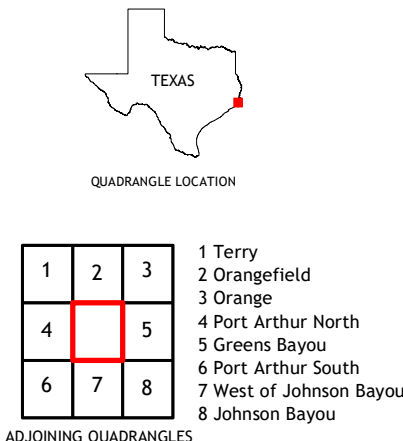 TEXAS
QUADRANGLE LOCATION
1 2 3
4 5
6 7 8
1 Terry
2 Orangefield
3 Orange
4 Port Arthur North
5 Greens Bayou
6 Port Arthur South
7 West of Johnson Bayou
8 Johnson Bayou
ADJOINING QUADRANGLES